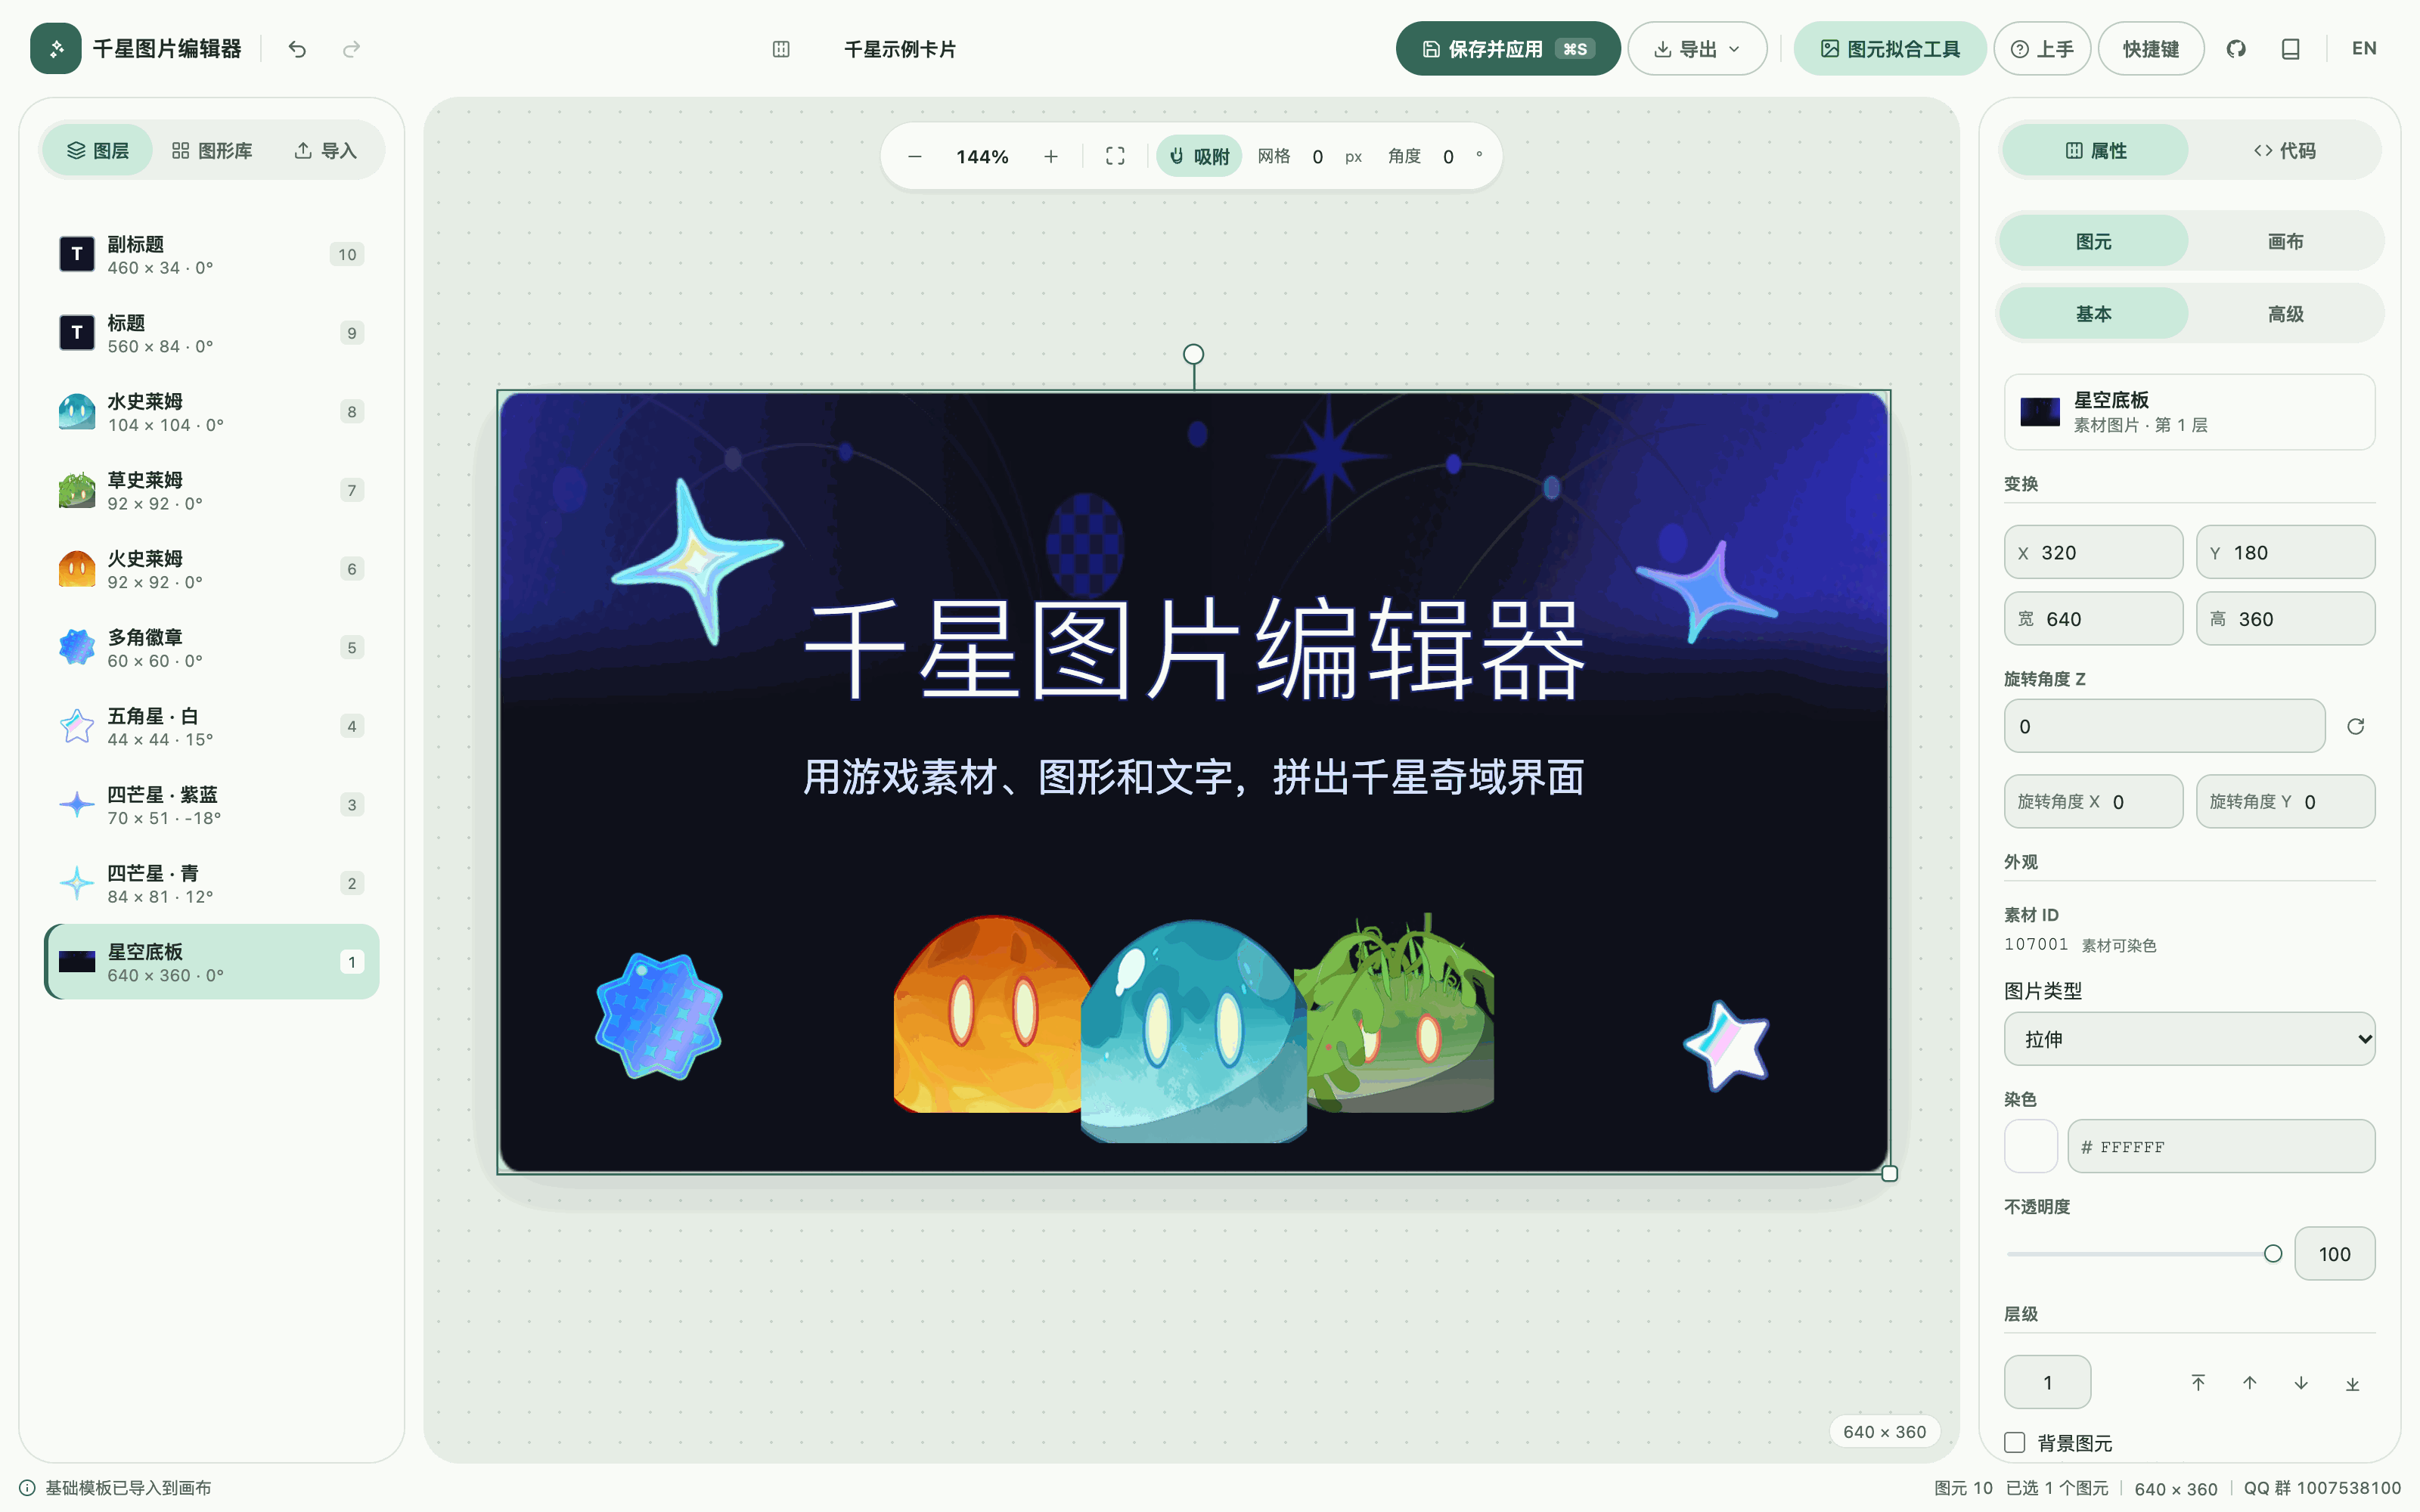 千星图片编辑器
千星示例卡片
保存并应用 ⌘S
导出
图元拟合工具
上手
快捷键
EN
图层
图形库
导入
T 副标题
460 × 34 · 0°
10
T 标题
560 × 84 · 0°
9
水史莱姆
104 × 104 · 0°
8
草史莱姆
92 × 92 · 0°
7
火史莱姆
92 × 92 · 0°
6
多角徽章
60 × 60 · 0°
5
五角星 · 白
44 × 44 · 15°
4
四芒星 · 紫蓝
70 × 51 · -18°
3
四芒星 · 青
84 × 81 · 12°
2
星空底板
640 × 360 · 0°
1
144%
吸附
网格 0 px
角度 0 °
千星图片编辑器
用游戏素材、图形和文字，拼出千星奇域界面
640 × 360
属性
代码
图元
画布
基本
高级
星空底板
素材图片 · 第 1 层
变换
X 320
Y 180
宽 640
高 360
旋转角度 Z
0
旋转角度 X 0
旋转角度 Y 0
外观
素材 ID
107001 素材可染色
图片类型
拉伸
染色
# FFFFFF
不透明度
100
层级
1
背景图元
基础模板已导入到画布
图元 10 已选 1 个图元
640 × 360
QQ 群 1007538100